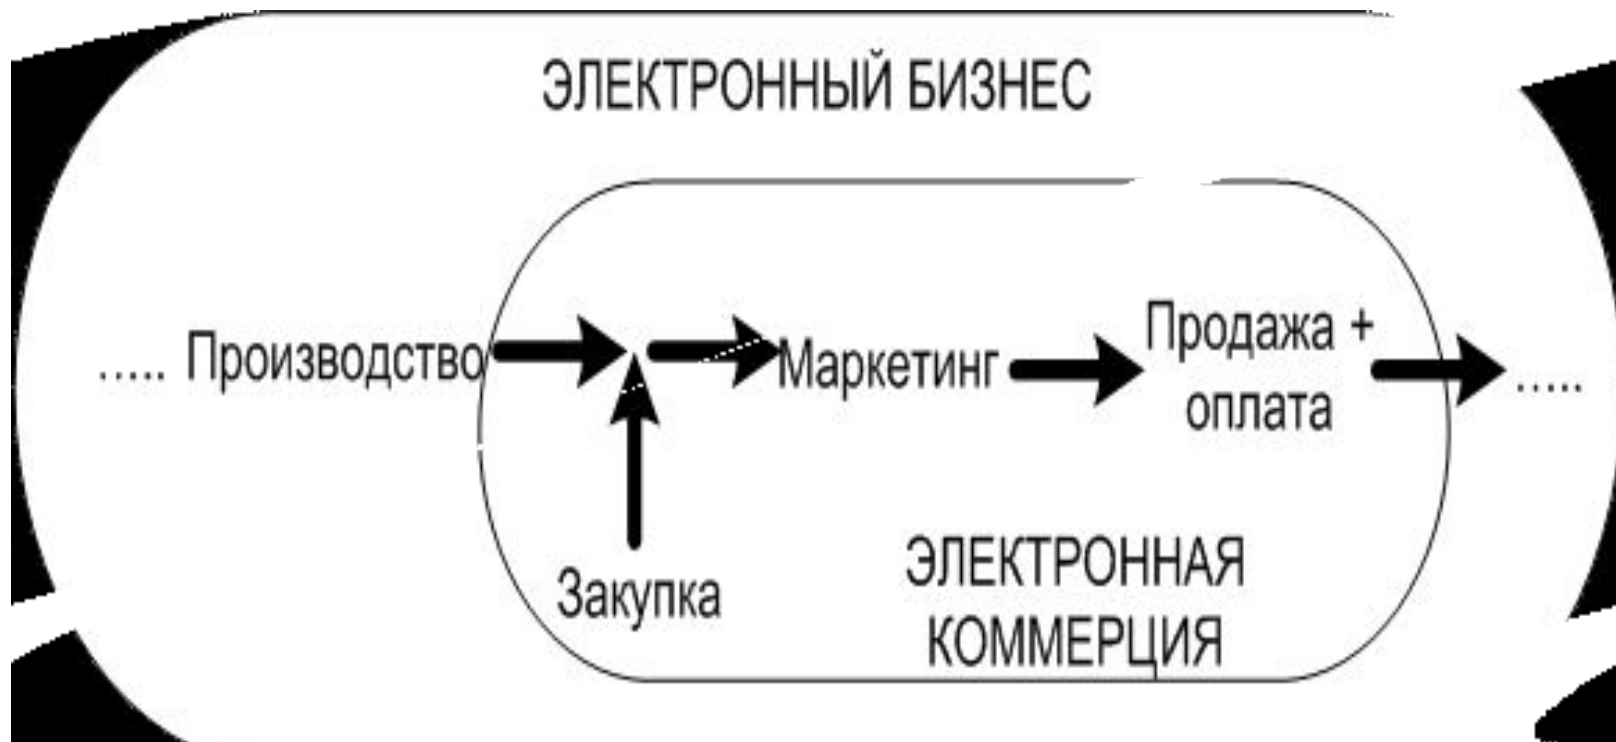 ЭЛЕКТРОННЫЙ БИЗНЕС
..... Производство
Маркетинг
Продажа +
оплата
.....
Закупка
ЭЛЕКТРОННАЯ
КОММЕРЦИЯ